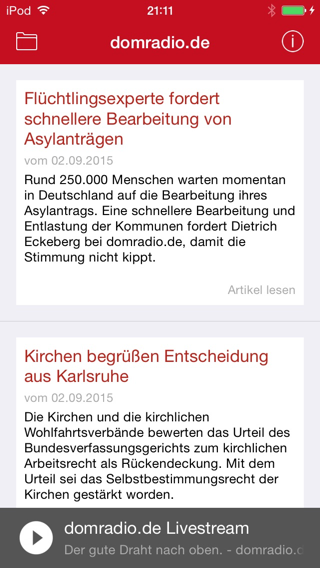 iPod 21:11
domradio.de
Flüchtlingsexperte fordert
schnellere Bearbeitung von
Asylanträgen
vom 02.09.2015
Rund 250.000 Menschen warten momentan
in Deutschland auf die Bearbeitung ihres
Asylantrags. Eine schnellere Bearbeitung und
Entlastung der Kommunen fordert Dietrich
Eckeberg bei domradio.de, damit die
Stimmung nicht kippt.
Artikel lesen
Kirchen begrüßen Entscheidung
aus Karlsruhe
vom 02.09.2015
Die Kirchen und die kirchlichen
Wohlfahrtsverbände bewerten das Urteil des
Bundesverfassungsgerichts zum kirchlichen
Arbeitsrecht als Rückendeckung. Mit dem
Urteil sei das Selbstbestimmungsrecht der
Kirchen gestärkt worden.
domradio.de Livestream
Der gute Draht nach oben. - domradio.d